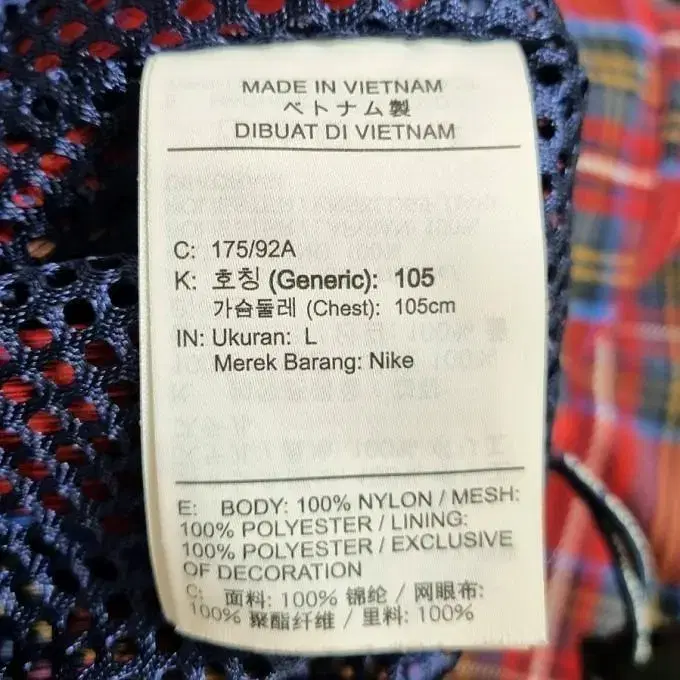 MADE IN VIETNAM
ベトナム製
DIBUAT DI VIETNAM
C: 175/92A
K: 호칭 (Generic): 105
가슴둘레 (Chest): 105cm
IN: Ukuran: L
Merek Barang: Nike
E: BODY: 100% NYLON / MESH:
100% POLYESTER / LINING:
100% POLYESTER / EXCLUSIVE
OF DECORATION
C: 面料: 100% 锦纶 / 网眼布:
100% 聚酯纤维 / 里料: 100%